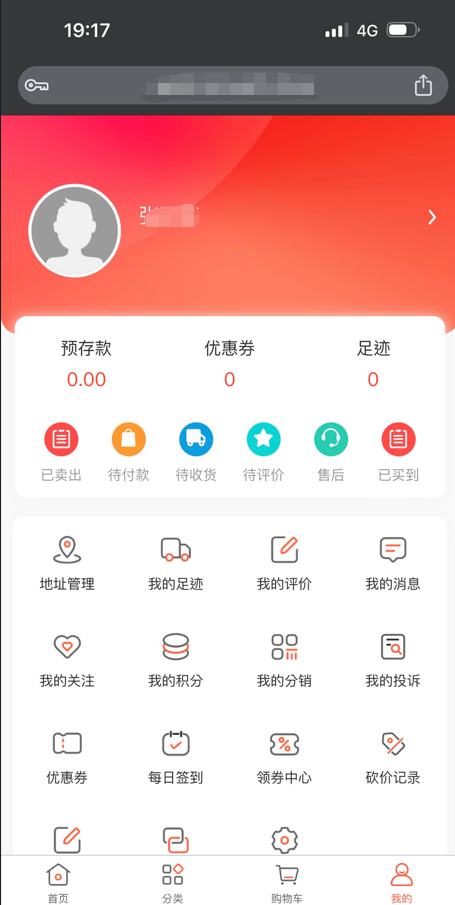 19:17
4G
张
预存款 优惠券 足迹
0.00 0 0
已卖出 待付款 待收货 待评价 售后 已买到
地址管理 我的足迹 我的评价 我的消息
我的关注 我的积分 我的分销 我的投诉
优惠券 每日签到 领券中心 砍价记录
首页 分类 购物车 我的